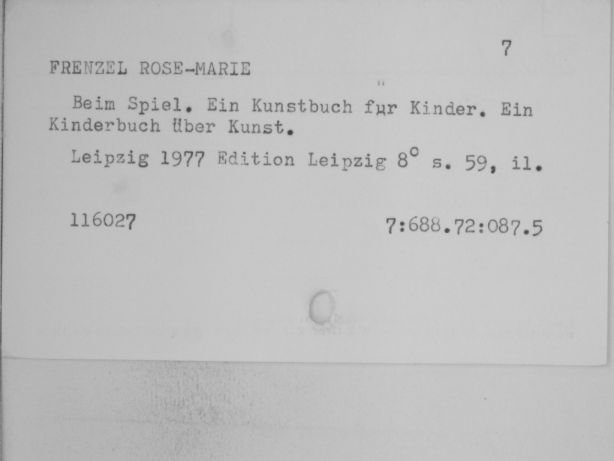 7
FRENZEL ROSE-MARIE
Beim Spiel. Ein Kunstbuch für Kinder. Ein
Kinderbuch über Kunst.
Leipzig 1977 Edition Leipzig 8° s. 59, il.
116027 7:688.72:087.5